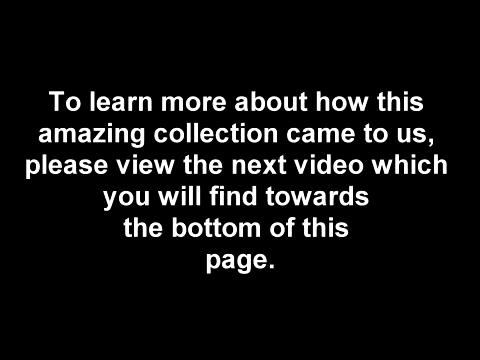 To learn more about how this
amazing collection came to us,
please view the next video which
you will find towards
the bottom of this
page.